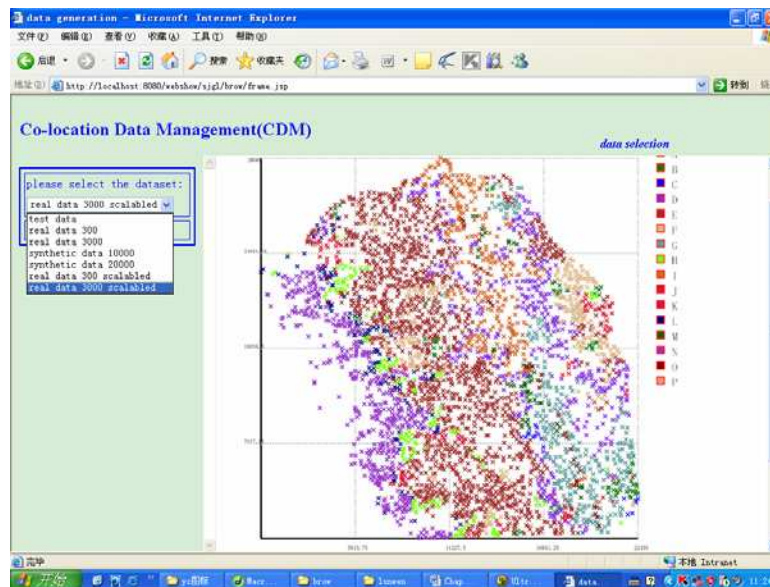 data generation - Microsoft Internet Explorer
文件(F) 编辑(E) 查看(V) 收藏(A) 工具(T) 帮助(H)
后退 搜索 收藏夹
地址(D) http://localhost:8080/webshow/sjgl/brow/frame.jsp 转到
Co-location Data Management(CDM)
data selection
please select the dataset:
real data 3000 scalabled
test data
real data 300
real data 3000
synthetic data 10000
synthetic data 20000
real data 300 scalabled
real data 3000 scalabled
B
C
D
E
F
G
H
I
J
K
L
M
N
O
P
完毕 本地 Intranet
开始 brow data